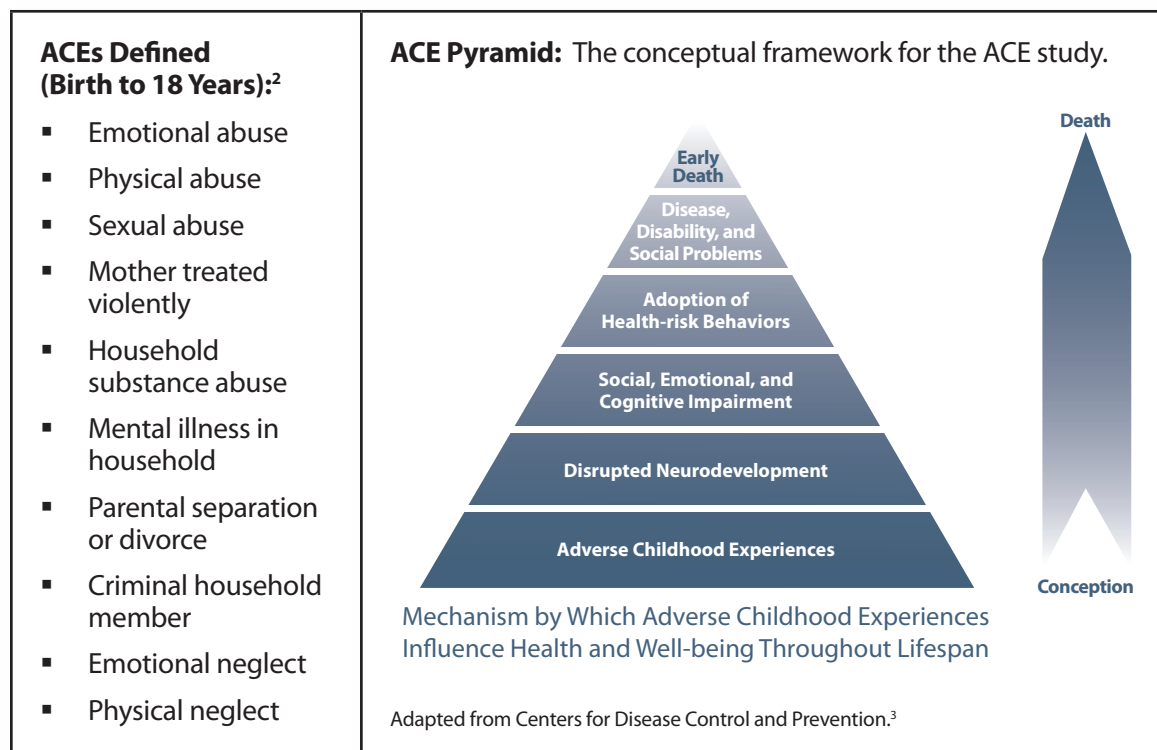 ACEs Defined
(Birth to 18 Years):2
▪ Emotional abuse
▪ Physical abuse
▪ Sexual abuse
▪ Mother treated
violently
▪ Household
substance abuse
▪ Mental illness in
household
▪ Parental separation
or divorce
▪ Criminal household
member
▪ Emotional neglect
▪ Physical neglect
ACE Pyramid: The conceptual framework for the ACE study.
Early
Death
Disease,
Disability, and
Social Problems
Adoption of
Health-risk Behaviors
Social, Emotional, and
Cognitive Impairment
Disrupted Neurodevelopment
Adverse Childhood Experiences
Death
Conception
Mechanism by Which Adverse Childhood Experiences
Influence Health and Well-being Throughout Lifespan
Adapted from Centers for Disease Control and Prevention.3